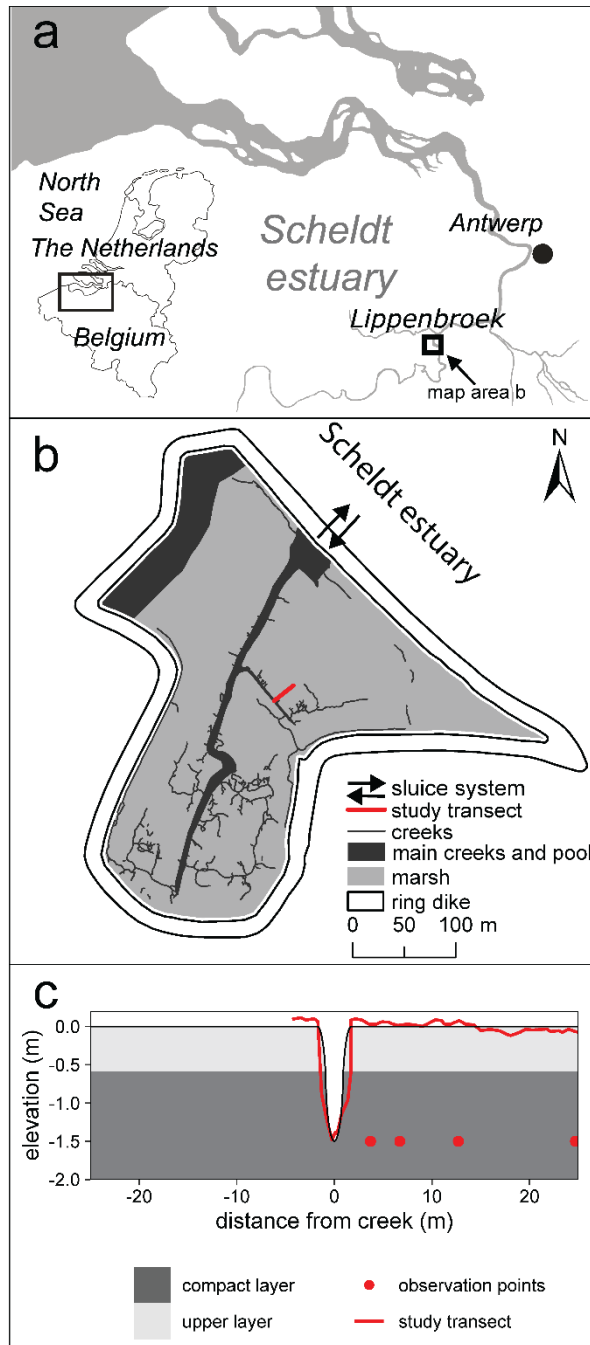 a
North
Sea
The Netherlands
Belgium
Scheldt
estuary
Antwerp
Lippenbroek
map area b
b
Scheldt estuary
N
sluice system
study transect
creeks
main creeks and pool
marsh
ring dike
0 50 100 m
c
elevation (m)
0.0
-0.5
-1.0
-1.5
-2.0
-20 -10 0 10 20
distance from creek (m)
compact layer
observation points
upper layer
study transect